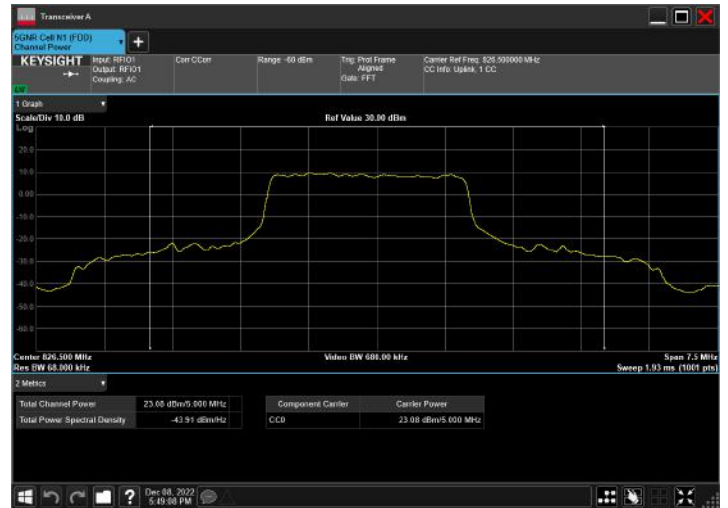 Transceiver A
5GNR Cell N1 (FDD)
Channel Power
KEYSIGHT
Input: RFIO1
Output: RFIO1
Coupling: AC
Corr CCorr
Range: -60 dBm
Trig: Prot Frame
Aligned
Gate: FFT
Carrier Ref Freq: 826.500000 MHz
CC Info: Uplink, 1 CC
1 Graph
Scale/Div 10.0 dB
Ref Value 30.00 dBm
Log
20.0
10.0
0.00
-10.0
-20.0
-30.0
-40.0
-50.0
-60.0
Center 826.500 MHz
Video BW 680.00 kHz
Span 7.5 MHz
Res BW 68.000 kHz
Sweep 1.93 ms (1001 pts)
2 Metrics
Total Channel Power 23.08 dBm/5.000 MHz
Total Power Spectral Density -43.91 dBm/Hz
Component Carrier Carrier Power
CC0 23.08 dBm/5.000 MHz
Dec 08, 2022
5:49:08 PM